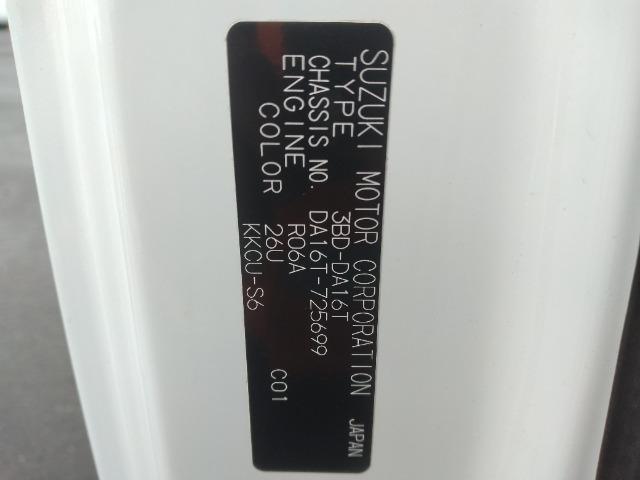 SUZUKI MOTOR CORPORATION JAPAN
TYPE 3BD-DA16T
CHASSIS NO. DA16T-725699
ENGINE R06A
COLOR 26U C01
KKCU-S6